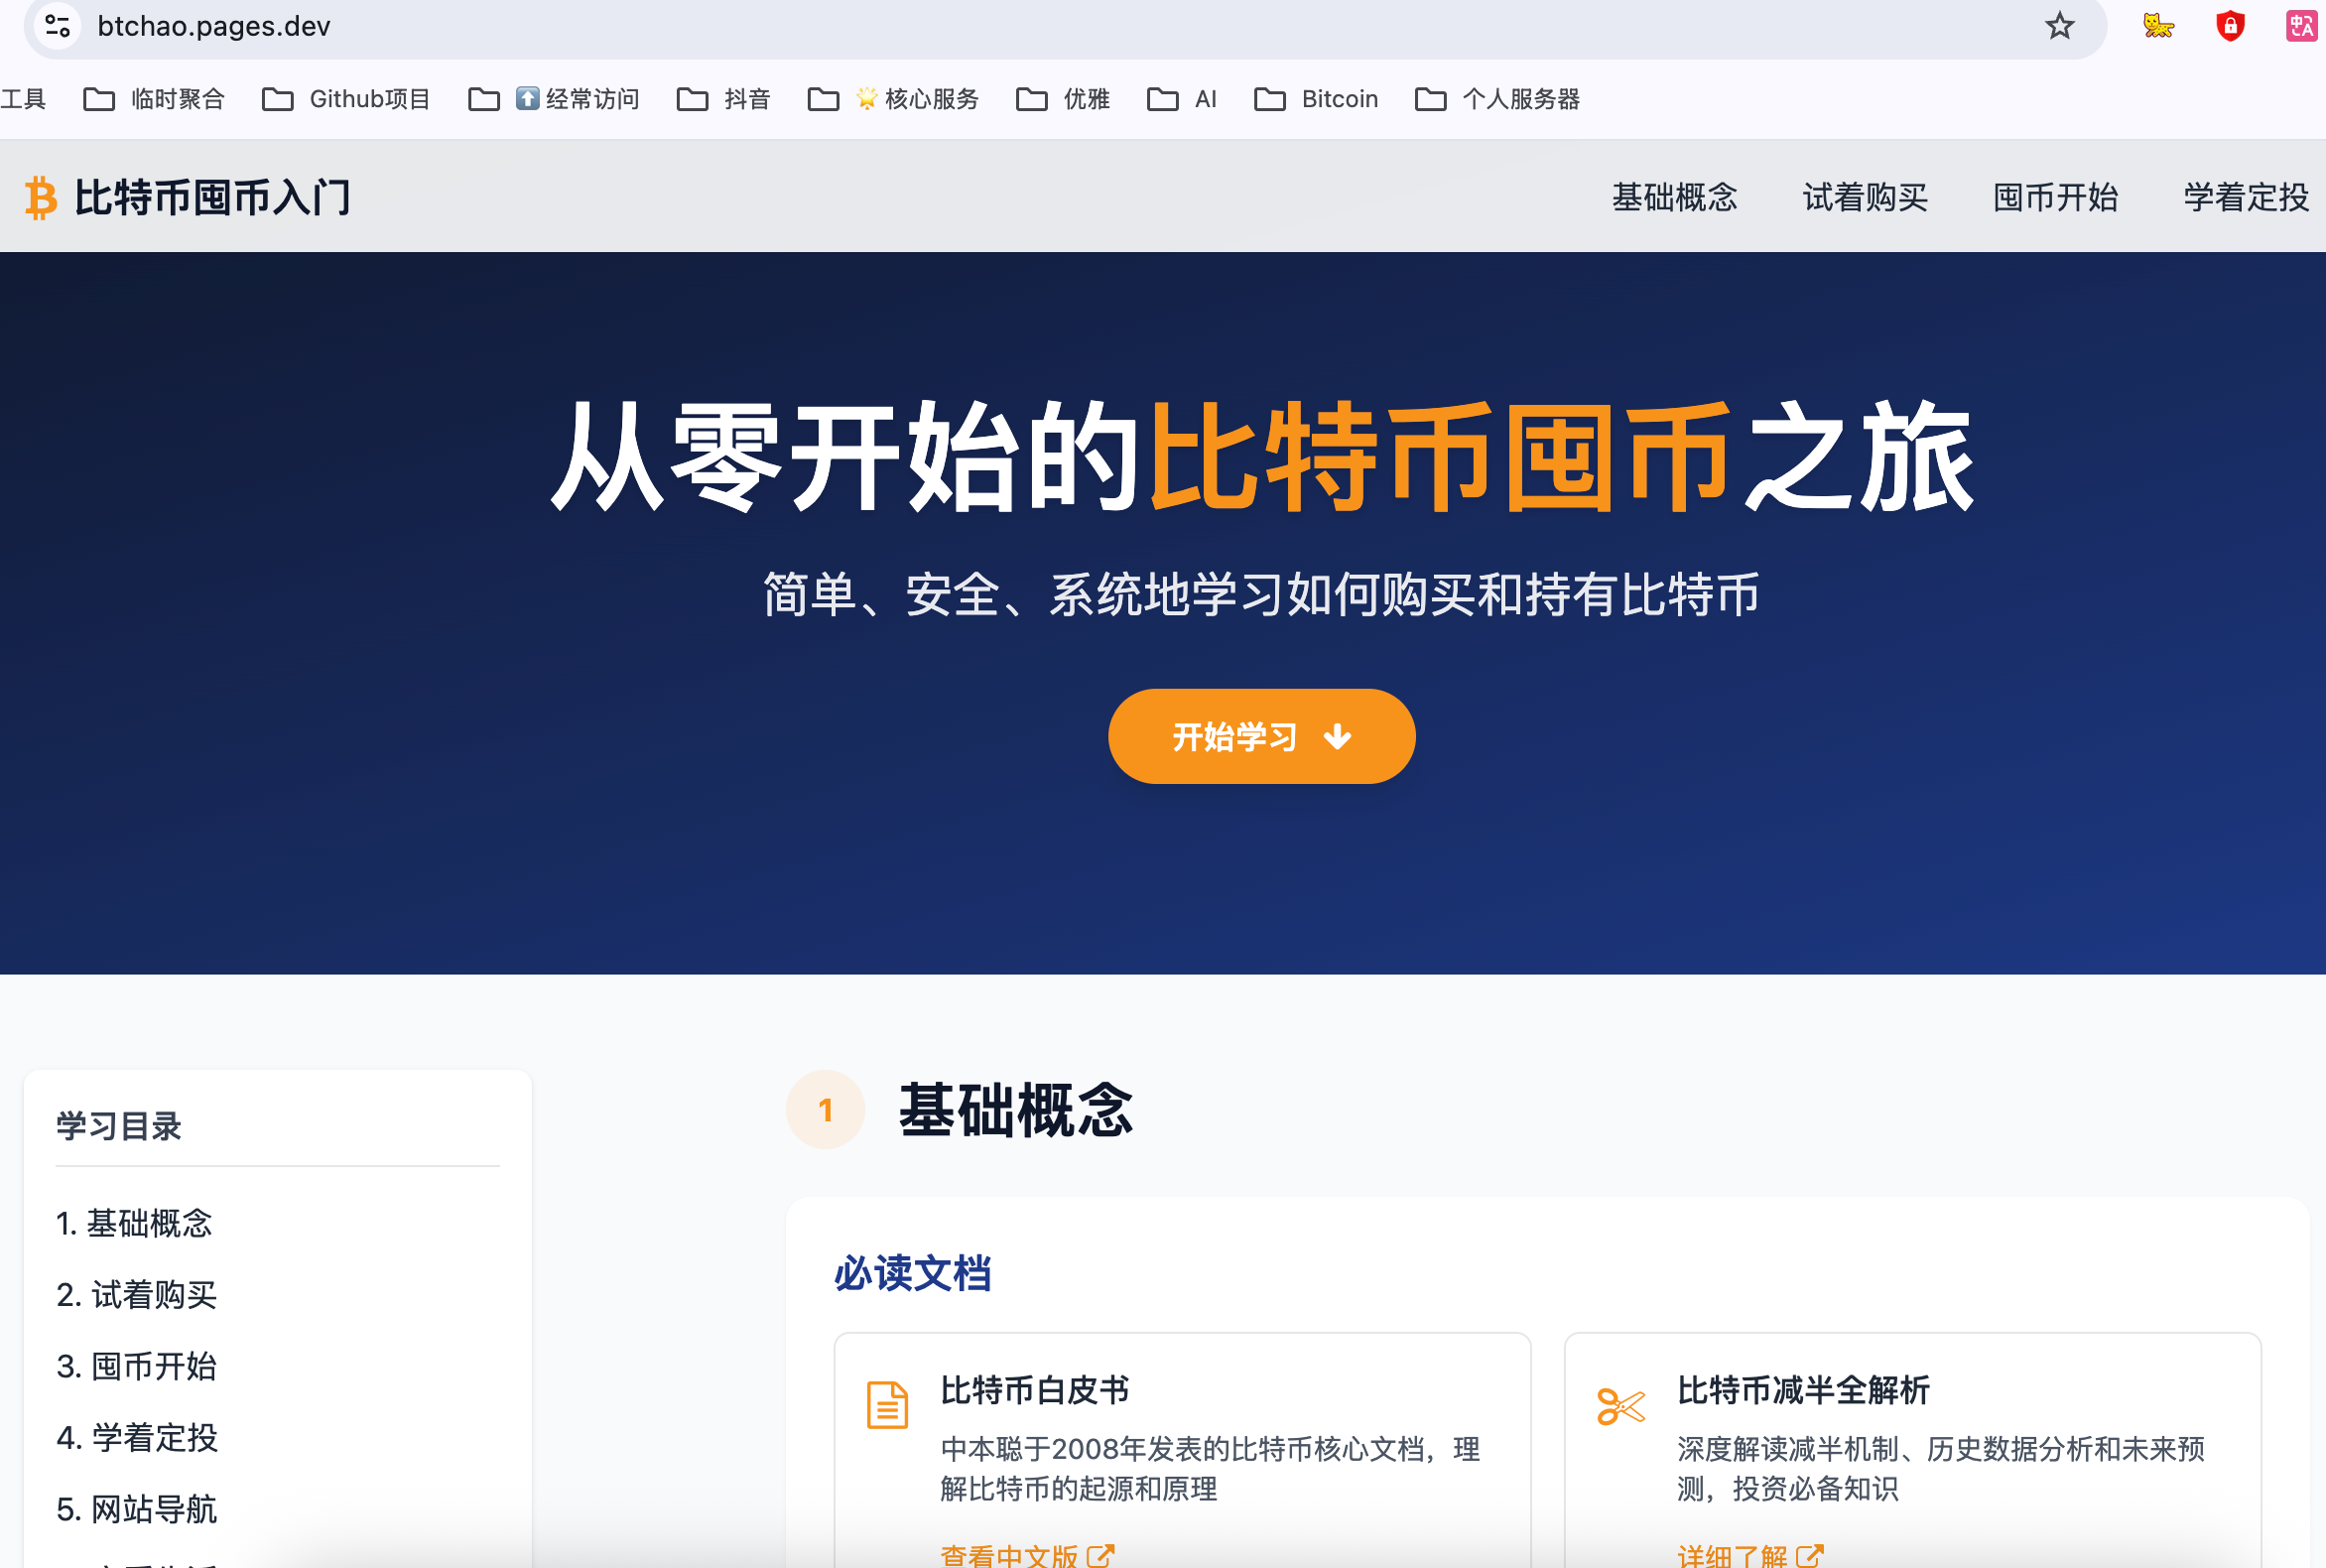 btchao.pages.dev
工具 临时聚合 Github项目 经常访问 抖音 核心服务 优雅 AI Bitcoin 个人服务器
比特币囤币入门 基础概念 试着购买 囤币开始 学着定投
从零开始的比特币囤币之旅
简单、安全、系统地学习如何购买和持有比特币
开始学习
学习目录
1. 基础概念
2. 试着购买
3. 囤币开始
4. 学着定投
5. 网站导航
1 基础概念
必读文档
比特币白皮书
中本聪于2008年发表的比特币核心文档，理
解比特币的起源和原理
查看中文版
比特币减半全解析
深度解读减半机制、历史数据分析和未来预
测，投资必备知识
详细了解